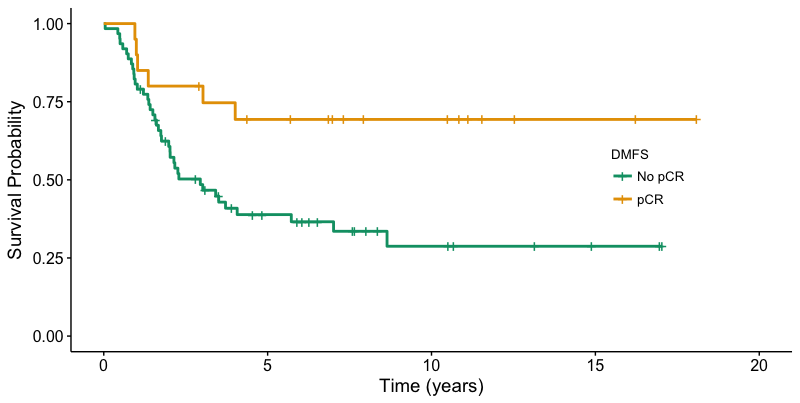 1.00
0.75
0.50
0.25
0.00
Survival Probability
DMFS
No pCR
pCR
0 5 10 15 20
Time (years)